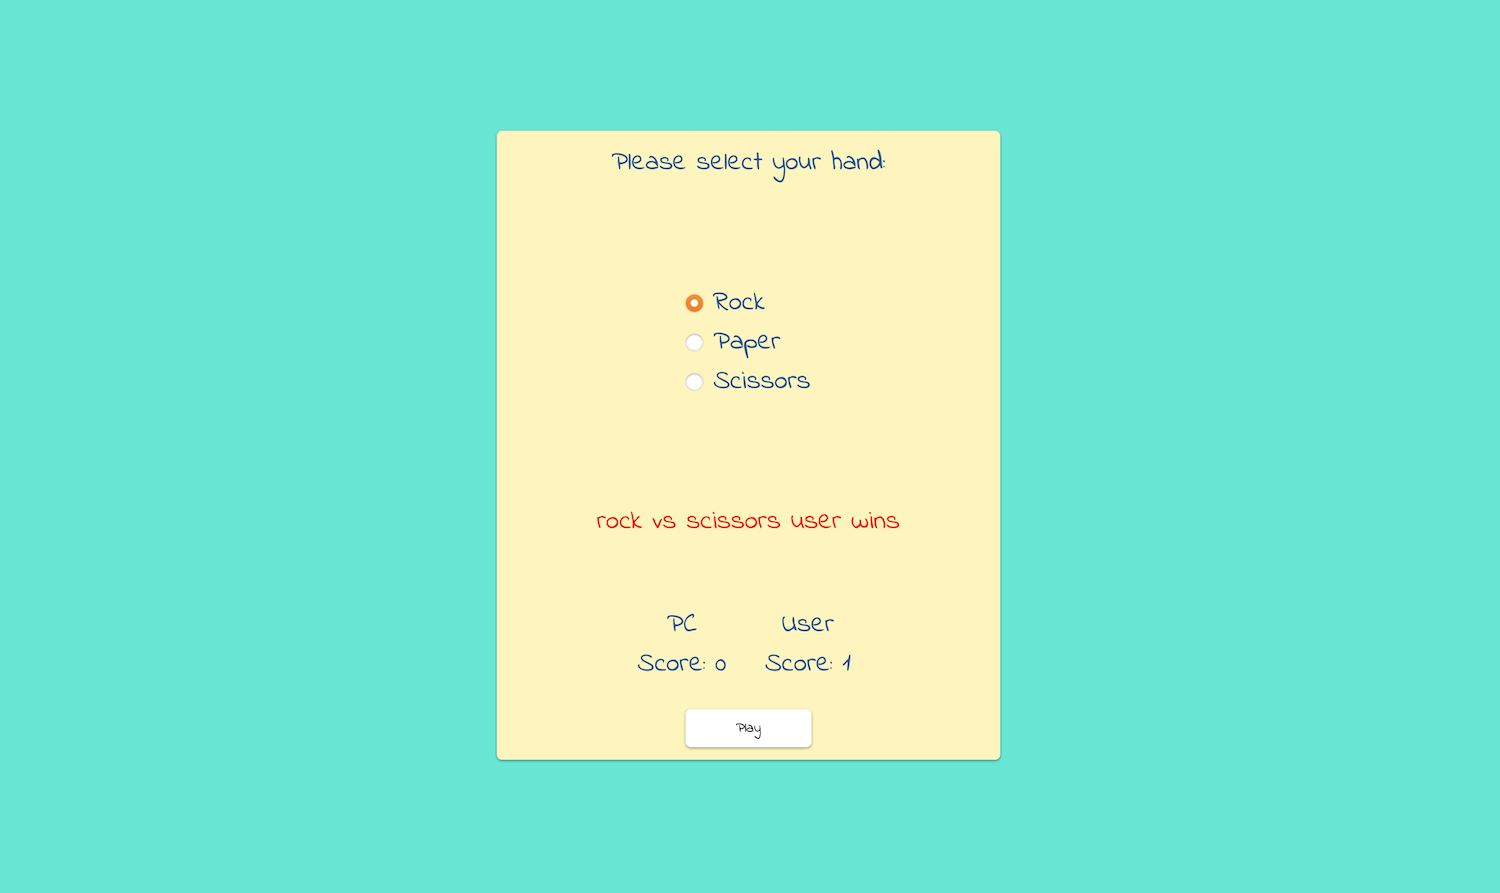 Please select your hand:
Rock
Paper
Scissors
rock vs scissors user wins
PC
User
Score: 0
Score: 1
Play